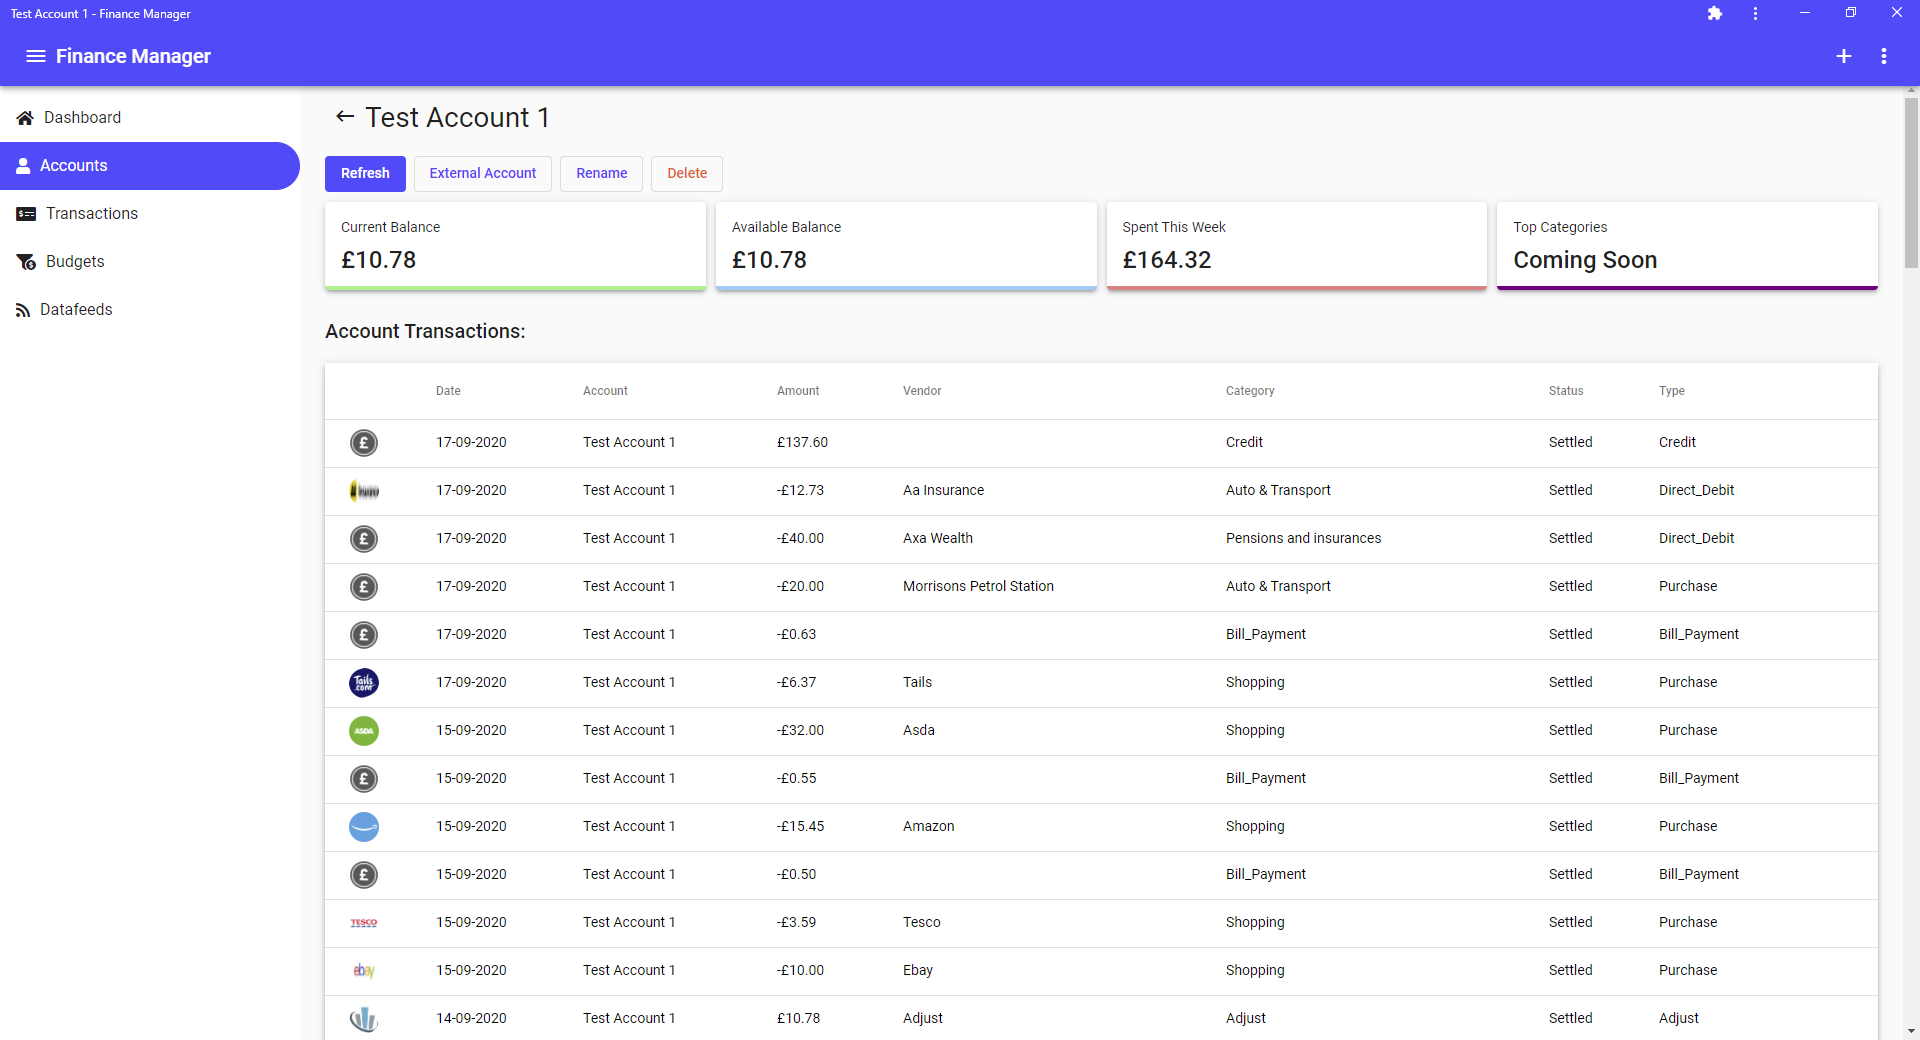 Test Account 1 - Finance Manager
Finance Manager
Dashboard
Accounts
Transactions
Budgets
Datafeeds
Test Account 1
Refresh External Account Rename Delete
Current Balance
£10.78
Available Balance
£10.78
Spent This Week
£164.32
Top Categories
Coming Soon
Account Transactions:
Date Account Amount Vendor Category Status Type
17-09-2020 Test Account 1 £137.60 Credit Settled Credit
17-09-2020 Test Account 1 -£12.73 Aa Insurance Auto & Transport Settled Direct_Debit
17-09-2020 Test Account 1 -£40.00 Axa Wealth Pensions and insurances Settled Direct_Debit
17-09-2020 Test Account 1 -£20.00 Morrisons Petrol Station Auto & Transport Settled Purchase
17-09-2020 Test Account 1 -£0.63 Bill_Payment Settled Bill_Payment
Tails.com 17-09-2020 Test Account 1 -£6.37 Tails Shopping Settled Purchase
ASDA 15-09-2020 Test Account 1 -£32.00 Asda Shopping Settled Purchase
15-09-2020 Test Account 1 -£0.55 Bill_Payment Settled Bill_Payment
15-09-2020 Test Account 1 -£15.45 Amazon Shopping Settled Purchase
15-09-2020 Test Account 1 -£0.50 Bill_Payment Settled Bill_Payment
TESCO 15-09-2020 Test Account 1 -£3.59 Tesco Shopping Settled Purchase
ebay 15-09-2020 Test Account 1 -£10.00 Ebay Shopping Settled Purchase
14-09-2020 Test Account 1 £10.78 Adjust Adjust Settled Adjust